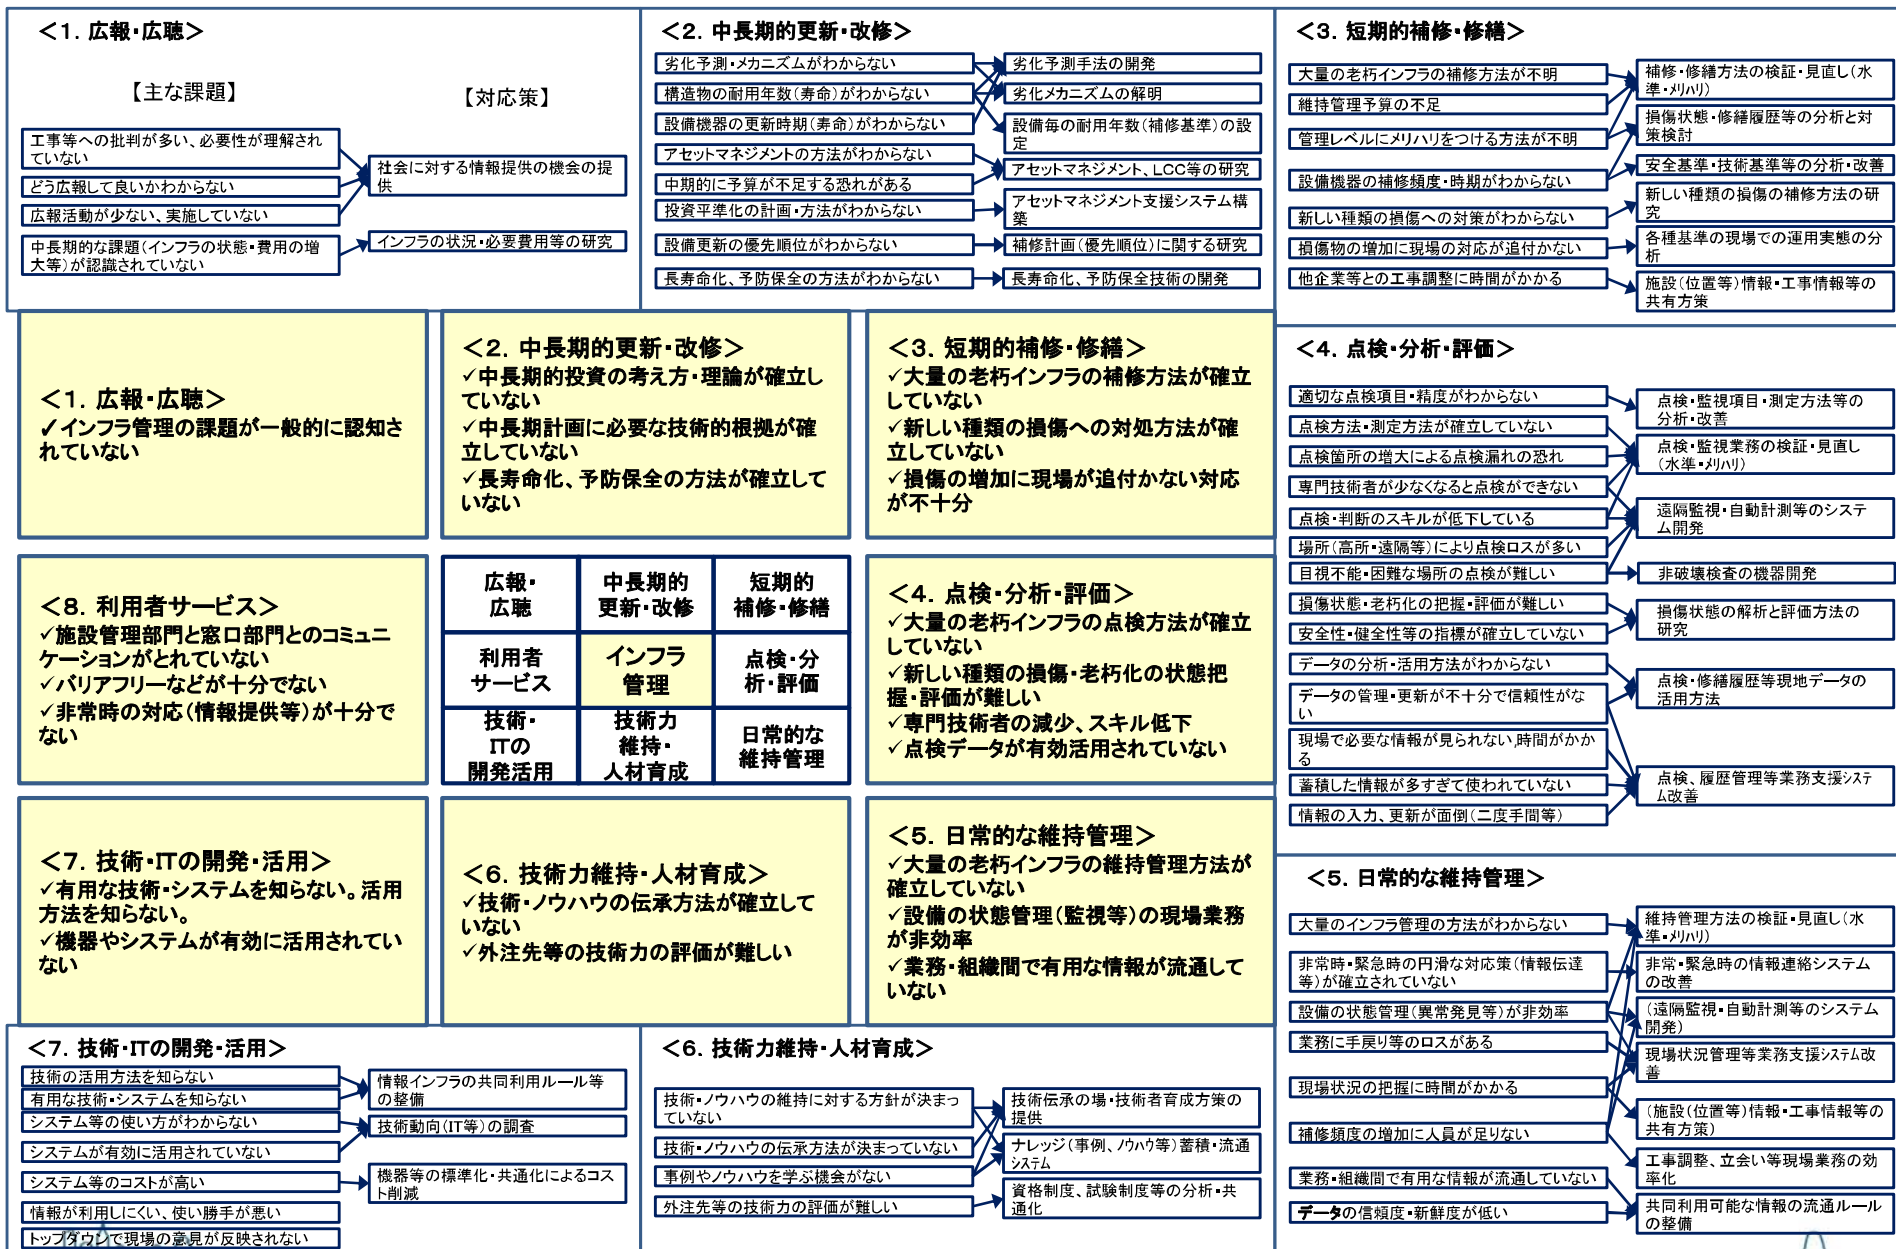 ＜1．広報・広聴＞
【主な課題】
【対応策】
工事等への批判が多い、必要性が理解され
ていない
どう広報して良いかわからない
広報活動が少ない、実施していない
中長期的な課題（インフラの状態・費用の増
大等）が認識されていない
社会に対する情報提供の機会の提
供
インフラの状況・必要費用等の研究
＜2．中長期的更新・改修＞
劣化予測・メカニズムがわからない
構造物の耐用年数（寿命）がわからない
設備機器の更新時期（寿命）がわからない
アセットマネジメントの方法がわからない
中期的に予算が不足する恐れがある
投資平準化の計画・方法がわからない
設備更新の優先順位がわからない
長寿命化、予防保全の方法がわからない
劣化予測手法の開発
劣化メカニズムの解明
設備毎の耐用年数（補修基準）の設
定
アセットマネジメント、LCC等の研究
アセットマネジメント支援システム構
築
補修計画（優先順位）に関する研究
長寿命化、予防保全技術の開発
＜3．短期的補修・修繕＞
大量の老朽インフラの補修方法が不明
維持管理予算の不足
管理レベルにメリハリをつける方法が不明
設備機器の補修頻度・時期がわからない
新しい種類の損傷への対策がわからない
損傷物の増加に現場の対応が追付かない
他企業等との工事調整に時間がかかる
補修・修繕方法の検証・見直し（水
準・メリハリ）
損傷状態・修繕履歴等の分析と対
策検討
安全基準・技術基準等の分析・改善
新しい種類の損傷の補修方法の研
究
各種基準の現場での運用実態の分
析
施設（位置等）情報・工事情報等の
共有方策
＜1．広報・広聴＞
✓インフラ管理の課題が一般的に認知さ
れていない
＜2．中長期的更新・改修＞
✓中長期的投資の考え方・理論が確立し
ていない
✓中長期計画に必要な技術的根拠が確
立していない
✓長寿命化、予防保全の方法が確立して
いない
＜3．短期的補修・修繕＞
✓大量の老朽インフラの補修方法が確立
していない
✓新しい種類の損傷への対処方法が確
立していない
✓損傷の増加に現場が追付かない対応
が不十分
＜4．点検・分析・評価＞
適切な点検項目・精度がわからない
点検方法・測定方法が確立していない
点検箇所の増大による点検漏れの恐れ
専門技術者が少なくなると点検ができない
点検・判断のスキルが低下している
場所（高所・遠隔等）により点検ロスが多い
目視不能・困難な場所の点検が難しい
損傷状態・老朽化の把握・評価が難しい
安全性・健全性等の指標が確立していない
データの分析・活用方法がわからない
データの管理・更新が不十分で信頼性がな
い
現場で必要な情報が見られない,時間がかか
る
蓄積した情報が多すぎて使われていない
情報の入力、更新が面倒（二度手間等）
点検・監視項目・測定方法等の
分析・改善
点検・監視業務の検証・見直し
（水準・メリハリ）
遠隔監視・自動計測等のシステ
ム開発
非破壊検査の機器開発
損傷状態の解析と評価方法の
研究
点検・修繕履歴等現地データの
活用方法
点検、履歴管理等業務支援システ
ム改善
＜8．利用者サービス＞
✓施設管理部門と窓口部門とのコミュニ
ケーションがとれていない
✓バリアフリーなどが十分でない
✓非常時の対応（情報提供等）が十分で
ない
広報・
広聴
中長期的
更新・改修
短期的
補修・修繕
利用者
サービス
インフラ
管理
点検・分
析・評価
技術・
ITの
開発活用
技術力
維持・
人材育成
日常的な
維持管理
＜4．点検・分析・評価＞
✓大量の老朽インフラの点検方法が確立
していない
✓新しい種類の損傷・老朽化の状態把
握・評価が難しい
✓専門技術者の減少、スキル低下
✓点検データが有効活用されていない
＜7．技術・ITの開発・活用＞
✓有用な技術・システムを知らない。活用
方法を知らない。
✓機器やシステムが有効に活用されてい
ない
＜6．技術力維持・人材育成＞
✓技術・ノウハウの伝承方法が確立して
いない
✓外注先等の技術力の評価が難しい
＜5．日常的な維持管理＞
✓大量の老朽インフラの維持管理方法が
確立していない
✓設備の状態管理（監視等）の現場業務
が非効率
✓業務・組織間で有用な情報が流通して
いない
＜5．日常的な維持管理＞
大量のインフラ管理の方法がわからない
非常時・緊急時の円滑な対応策（情報伝達
等）が確立されていない
設備の状態管理（異常発見等）が非効率
業務に手戻り等のロスがある
現場状況の把握に時間がかかる
補修頻度の増加に人員が足りない
業務・組織間で有用な情報が流通していない
データの信頼度・新鮮度が低い
維持管理方法の検証・見直し（水
準・メリハリ）
非常・緊急時の情報連絡システム
の改善
（遠隔監視・自動計測等のシステム
開発）
現場状況管理等業務支援システム改
善
（施設（位置等）情報・工事情報等の
共有方策）
工事調整、立会い等現場業務の効
率化
共同利用可能な情報の流通ルール
の整備
＜7．技術・ITの開発・活用＞
技術の活用方法を知らない
有用な技術・システムを知らない
システム等の使い方がわからない
システムが有効に活用されていない
システム等のコストが高い
情報が利用しにくい、使い勝手が悪い
トップダウンで現場の意見が反映されない
情報インフラの共同利用ルール等
の整備
技術動向（IT等）の調査
機器等の標準化・共通化によるコス
ト削減
＜6．技術力維持・人材育成＞
技術・ノウハウの維持に対する方針が決まっ
ていない
技術・ノウハウの伝承方法が決まっていない
事例やノウハウを学ぶ機会がない
外注先等の技術力の評価が難しい
技術伝承の場・技術者育成方策の
提供
ナレッジ（事例、ノウハウ等）蓄積・流通
システム
資格制度、試験制度等の分析・共
通化